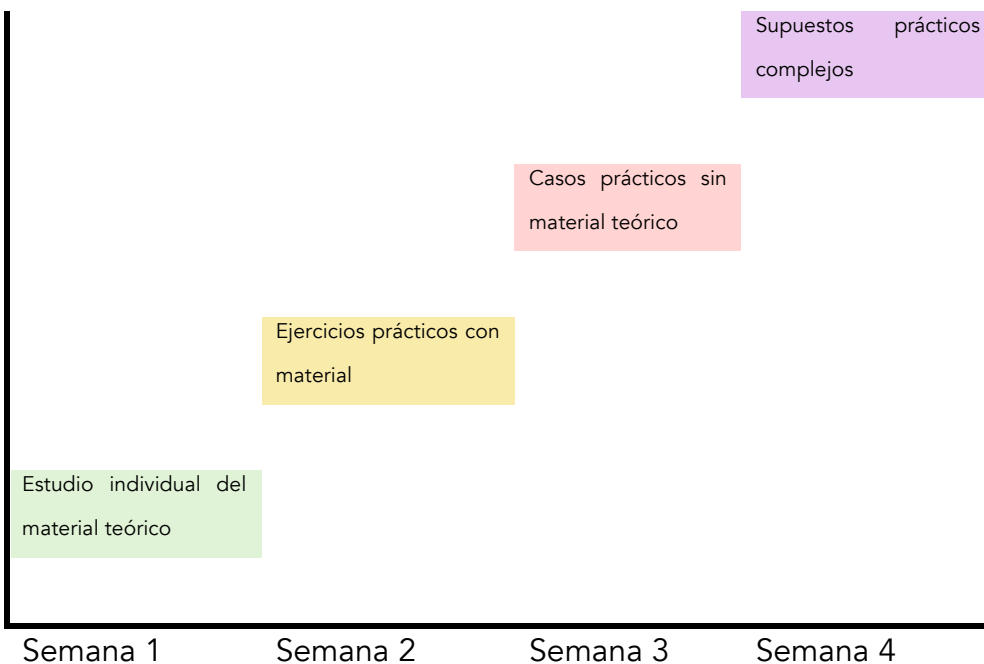 Supuestos prácticos
complejos
Casos prácticos sin
material teórico
Ejercicios prácticos con
material
Estudio individual del
material teórico
Semana 1 Semana 2 Semana 3 Semana 4